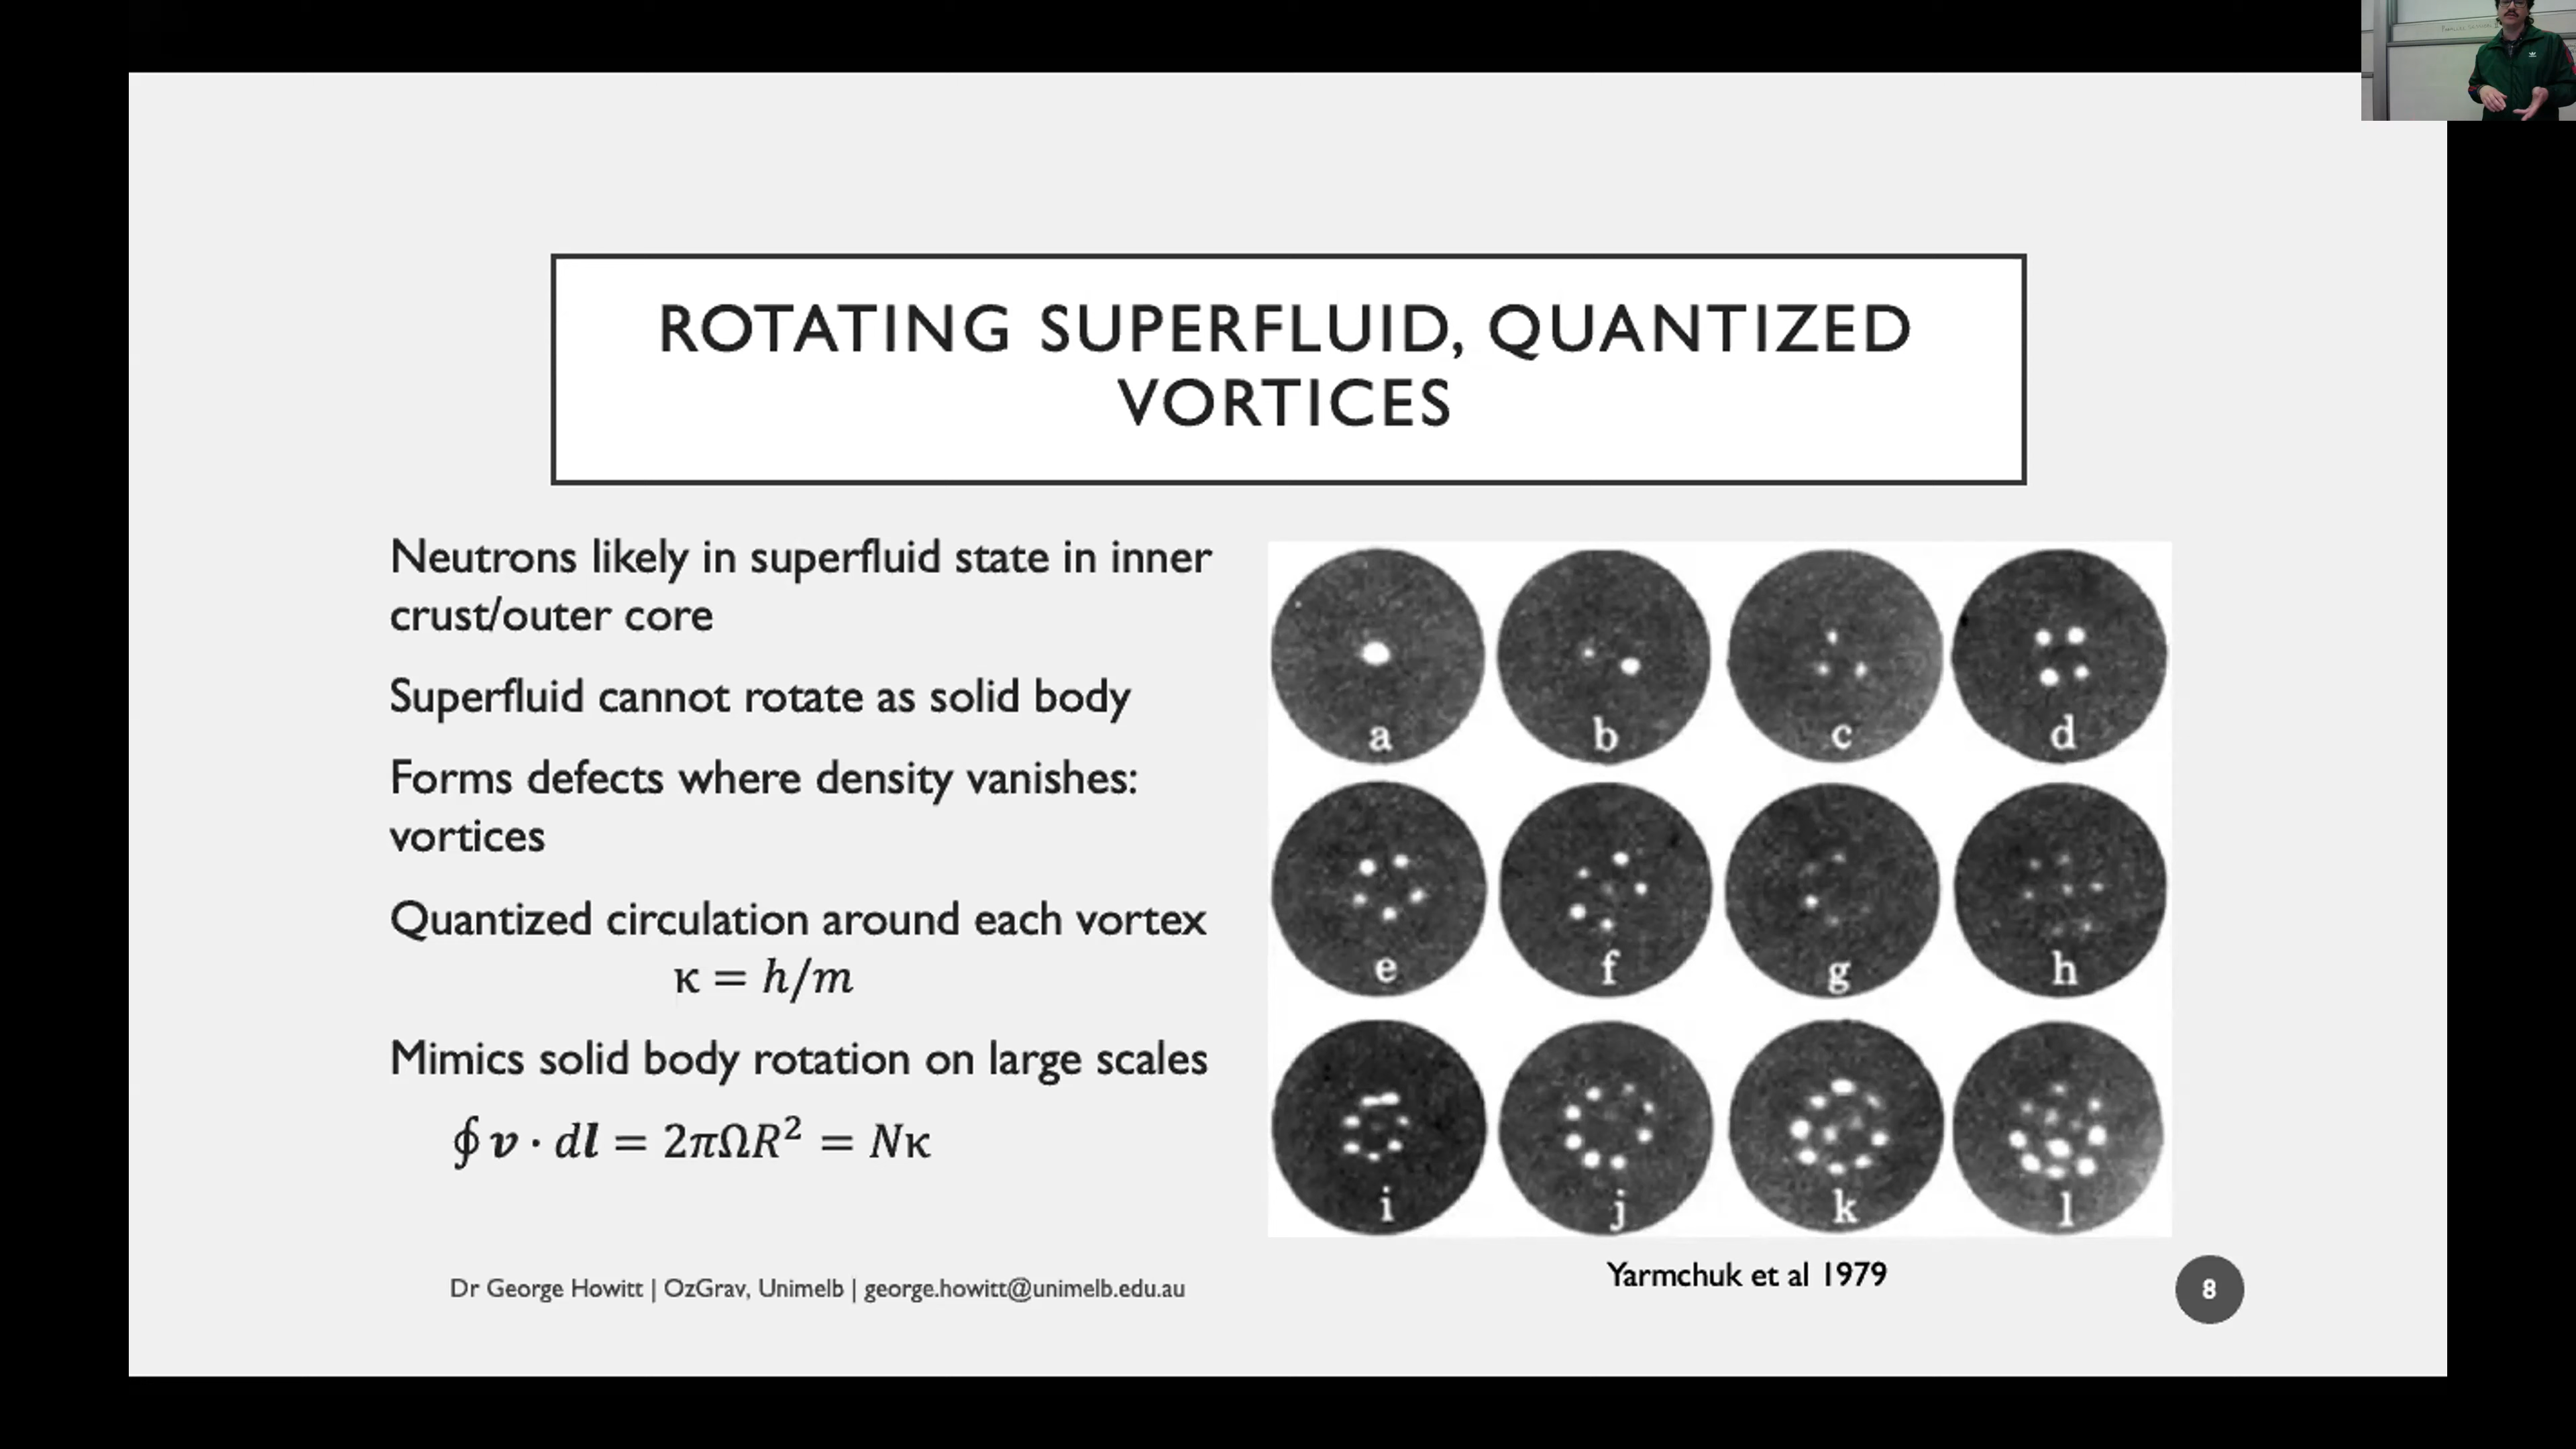 ROTATING SUPERFLUID, QUANTIZED
VORTICES
Neutrons likely in superfluid state in inner
crust/outer core
Superfluid cannot rotate as solid body
Forms defects where density vanishes:
vortices
Quantized circulation around each vortex
κ = h/m
Mimics solid body rotation on large scales
∮ v · dl = 2πΩR² = Nκ
a b c d
e f g h
i j k l
Yarmchuk et al 1979
Dr George Howitt | OzGrav, Unimelb | george.howitt@unimelb.edu.au
8